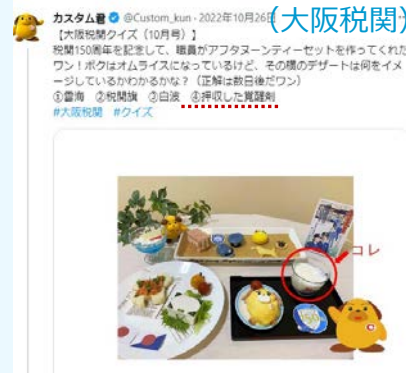 (大阪税関)
カスタム君 @Custom_kun・2022年10月26日
【大阪税関クイズ(10月号)】
税関150周年を記念して、職員がアフタヌーンティーセットを作ってくれた
ワン！ボクはオムライスになっているけど、その横のデザートは何をイメ
ージしているかわかるかな？（正解は数日後だワン）
①雲海 ②税関旗 ③白波 ④押収した覚醒剤
#大阪税関 #クイズ
コレ